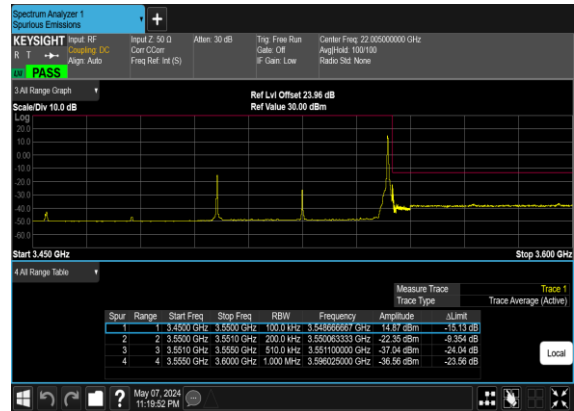 Spectrum Analyzer 1
Spurious Emissions
+
KEYSIGHT Input: RF Input Z: 50 Ω Atten: 30 dB Trig: Free Run Center Freq: 22.005000000 GHz
R T Coupling: DC Corr CCorr Gate: Off Avg|Hold: 100/100
Align: Auto Freq Ref: Int (S) IF Gain: Low Radio Std: None
PASS
3 All Range Graph
Ref Lvl Offset 23.96 dB
Scale/Div 10.0 dB Ref Value 30.00 dBm
Log
20.0
10.0
0.00
-10.0
-20.0
-30.0
-40.0
-50.0
-60.0
Start 3.450 GHz Stop 3.600 GHz
4 All Range Table
Measure Trace Trace 1
Trace Type Trace Average (Active)
Spur Range Start Freq Stop Freq RBW Frequency Amplitude ΔLimit
1 1 3.4500 GHz 3.5500 GHz 100.0 kHz 3.548666667 GHz 14.87 dBm -15.13 dB
2 2 3.5500 GHz 3.5510 GHz 200.0 kHz 3.550063333 GHz -22.35 dBm -9.354 dB
3 3 3.5510 GHz 3.5550 GHz 510.0 kHz 3.551100000 GHz -37.04 dBm -24.04 dB
4 4 3.5550 GHz 3.6000 GHz 1.000 MHz 3.596025000 GHz -36.56 dBm -23.56 dB
Local
? May 07, 2024
11:19:52 PM